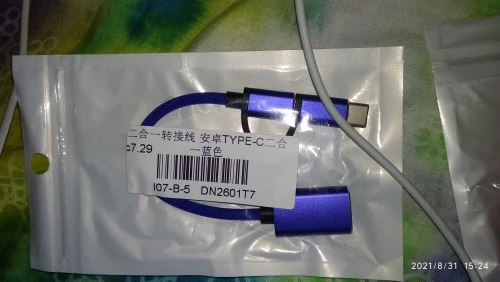 二合一转接线 安卓TYPE-C二合
一蓝色
c7.29
I07-B-5 DN2601T7
2021/8/31 15:24